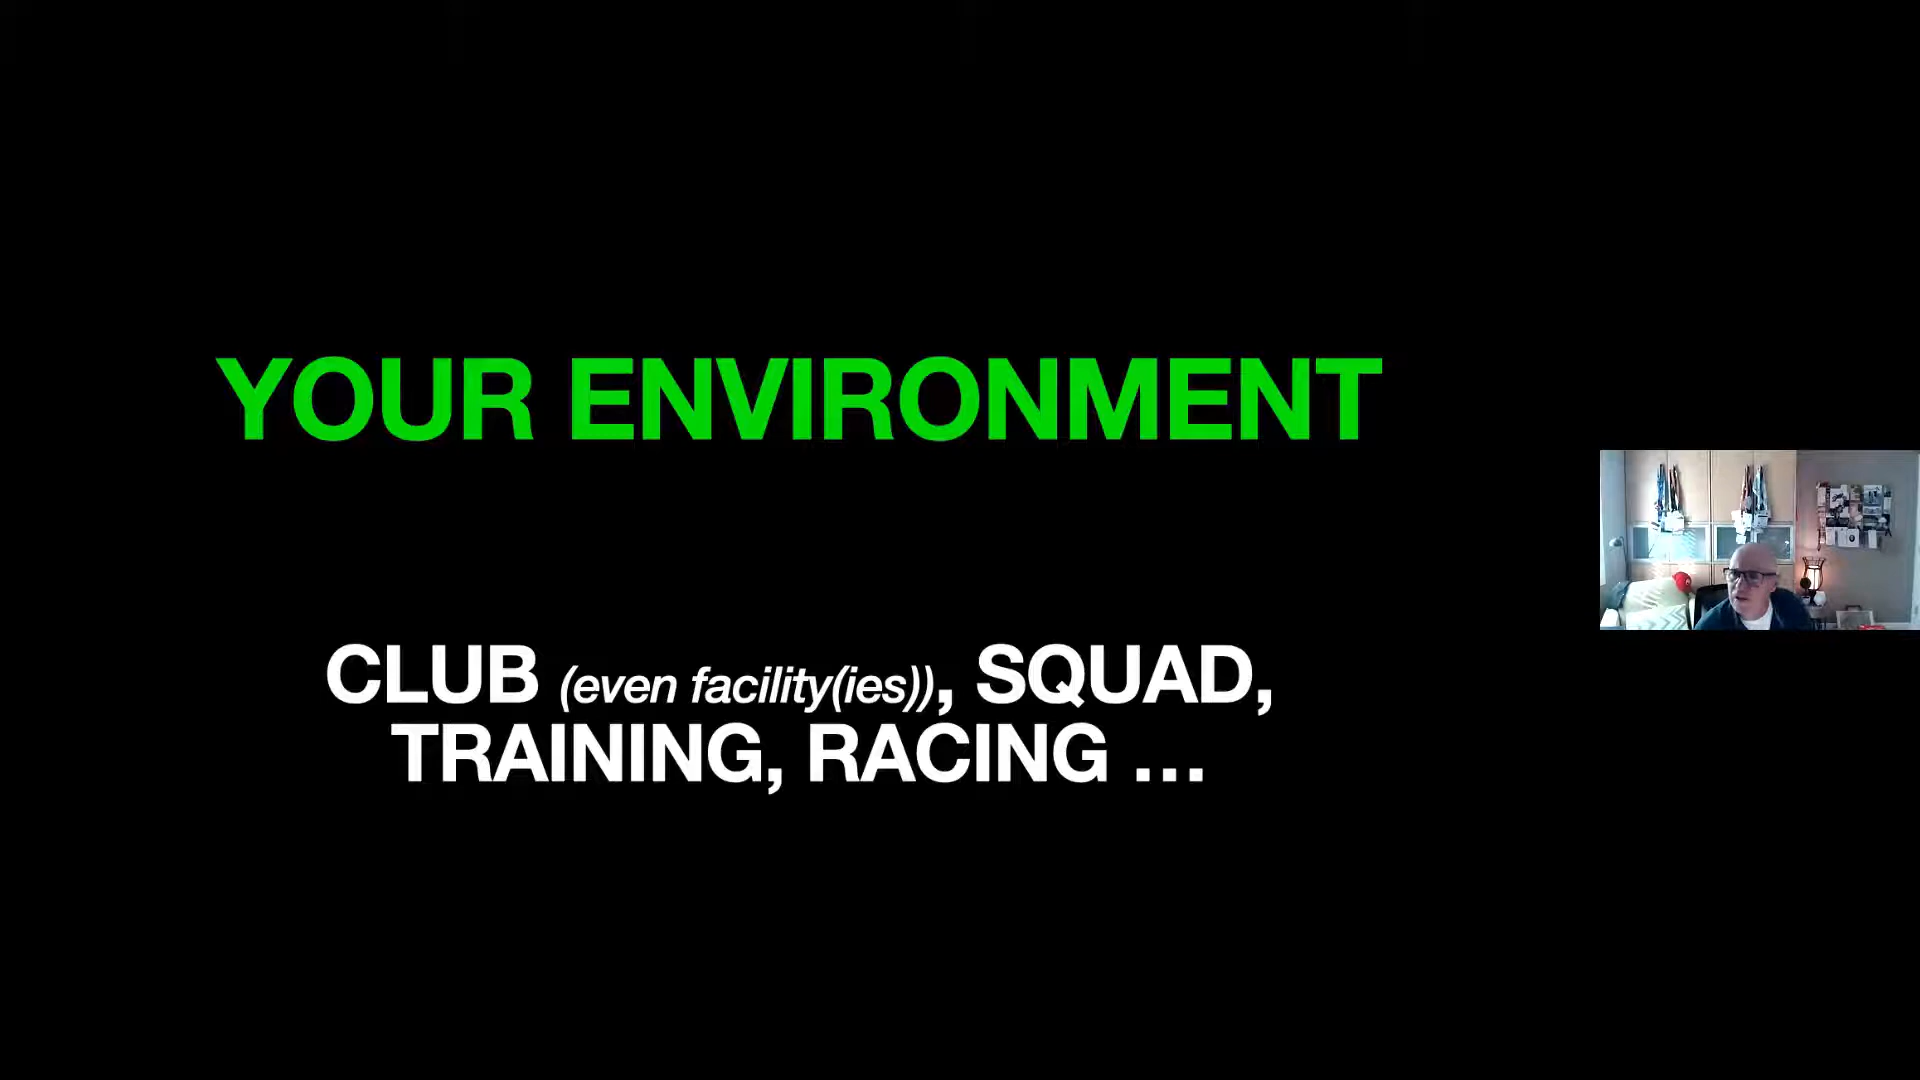 YOUR ENVIRONMENT
CLUB (even facility(ies)), SQUAD,
TRAINING, RACING …